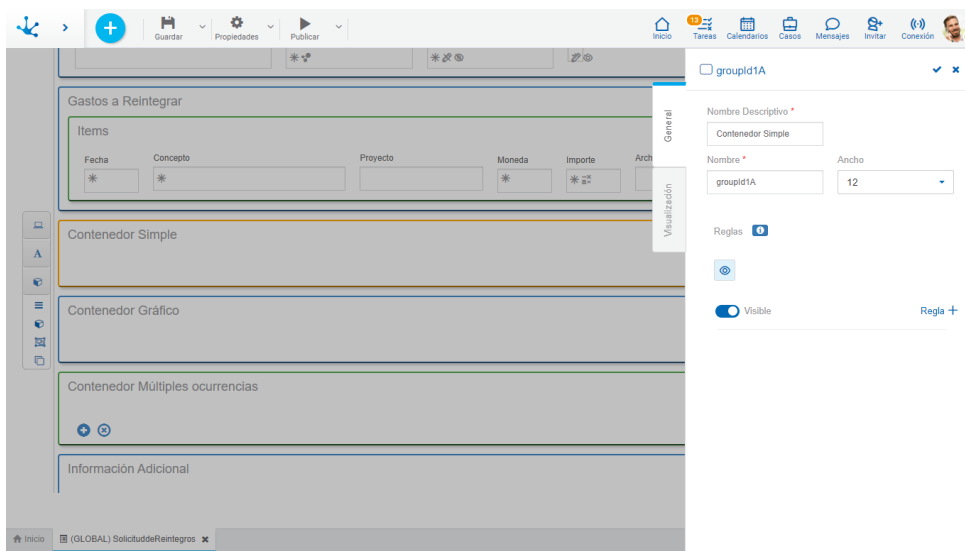 Guardar
Propiedades
Publicar
Inicio
13
Tareas
Calendarios
Casos
Mensajes
Invitar
Conexión
Gastos a Reintegrar
Items
Fecha
Concepto
Proyecto
Moneda
Importe
Arch
Contenedor Simple
A
Contenedor Gráfico
Contenedor Múltiples ocurrencias
Información Adicional
Inicio
(GLOBAL) SolicituddeReintegros
General
Visualización
groupId1A
Nombre Descriptivo *
Contenedor Simple
Nombre *
Ancho
groupId1A
12
Reglas
Visible
Regla +